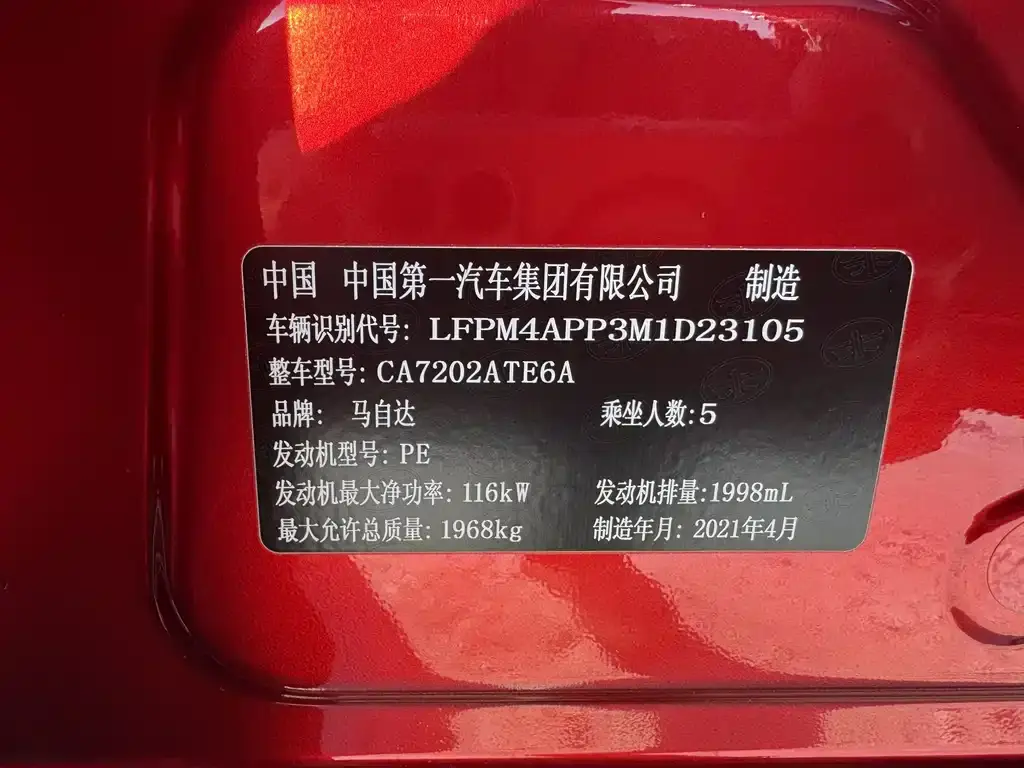 中国 中国第一汽车集团有限公司 制造
车辆识别代号: LFPM4APP3M1D23105
整车型号: CA7202ATE6A
品牌: 马自达 乘坐人数:5
发动机型号: PE
发动机最大净功率: 116kW 发动机排量:1998mL
最大允许总质量: 1968kg 制造年月: 2021年4月